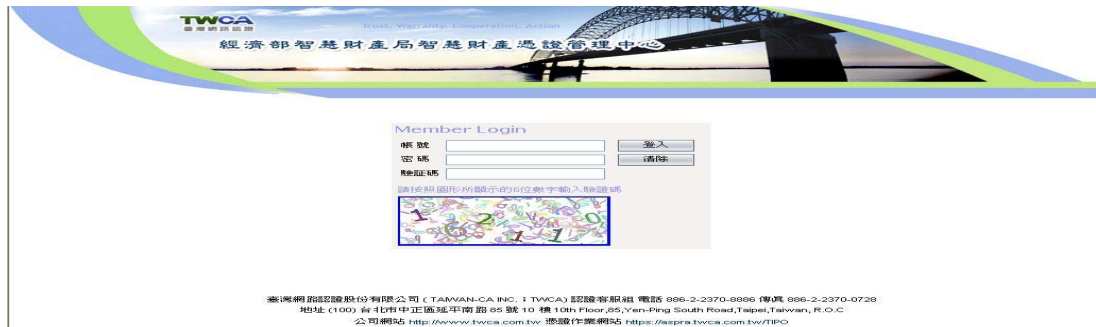 TWCA
臺灣網路認證
Trust, Warranty, Cooperation, Action
經濟部智慧財產局智慧財產憑證管理中心
Member Login
帳號
登入
密碼
清除
驗証碼
請按照圖形所顯示的6位數字輸入驗證碼
臺灣網路認證股份有限公司 ( TAIWAN-CA INC. ; TWCA) 認證客服組 電話 886-2-2370-8886 傳真 886-2-2370-0728
地址 (100) 台北市中正區延平南路 85 號 10 樓 10th Floor,85,Yen-Ping South Road,Taipei,Taiwan, R.O.C
公司網站 http://www.twca.com.tw 憑證作業網站 https://aspra.twca.com.tw/TIPO